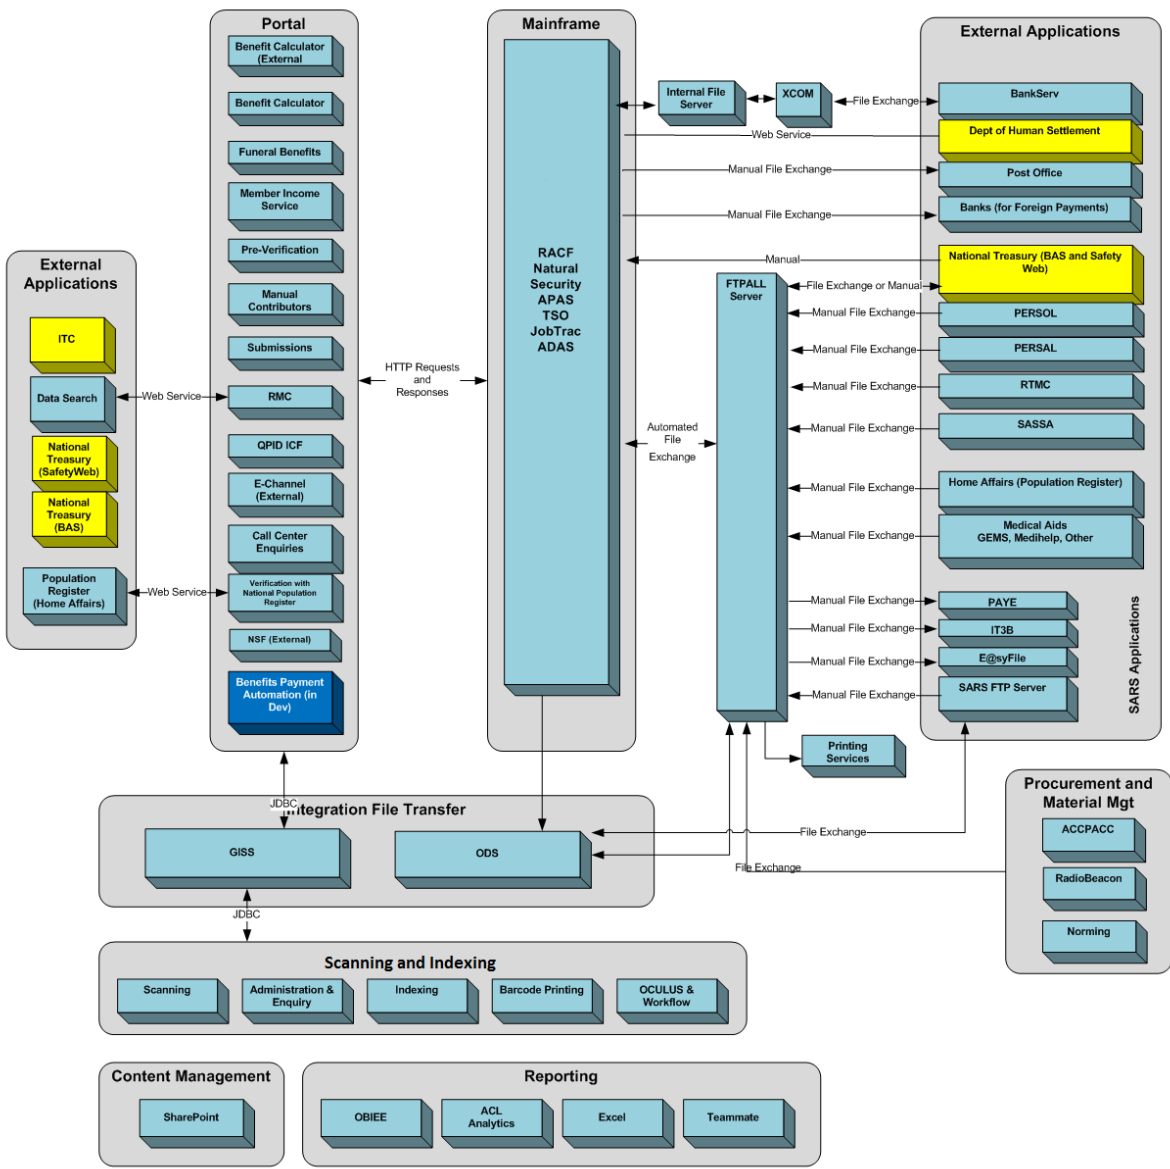 Portal
Benefit Calculator
(External
Benefit Calculator
Funeral Benefits
Member Income
Service
Pre-Verification
Manual
Contributors
Submissions
RMC
QPID ICF
E-Channel
(External)
Call Center
Enquiries
Verification with
National Population
Register
NSF (External)
Benefits Payment
Automation (in
Dev)
External
Applications
ITC
Data Search
National
Treasury
(SafetyWeb)
National
Treasury
(BAS)
Population
Register
(Home Affairs)
Web Service
Web Service
HTTP Requests
and
Responses
Mainframe
RACF
Natural
Security
APAS
TSO
JobTrac
ADAS
Internal File
Server
XCOM
File Exchange
Web Service
Manual File Exchange
Manual File Exchange
Manual
FTPALL
Server
File Exchange or Manual
Manual File Exchange
Manual File Exchange
Manual File Exchange
Manual File Exchange
Automated
File
Exchange
Manual File Exchange
Manual File Exchange
Manual File Exchange
Manual File Exchange
Manual File Exchange
Manual File Exchange
External Applications
BankServ
Dept of Human Settlement
Post Office
Banks (for Foreign Payments)
National Treasury (BAS and Safety
Web)
PERSOL
PERSAL
RTMC
SASSA
Home Affairs (Population Register)
Medical Aids
GEMS, Medihelp, Other
PAYE
IT3B
E@syFile
SARS FTP Server
SARS Applications
Printing
Services
JDBC
Integration File Transfer
GISS
ODS
File Exchange
File Exchange
Procurement and
Material Mgt
ACCPACC
RadioBeacon
Norming
JDBC
Scanning and Indexing
Scanning
Administration &
Enquiry
Indexing
Barcode Printing
OCULUS &
Workflow
Content Management
SharePoint
Reporting
OBIEE
ACL
Analytics
Excel
Teammate